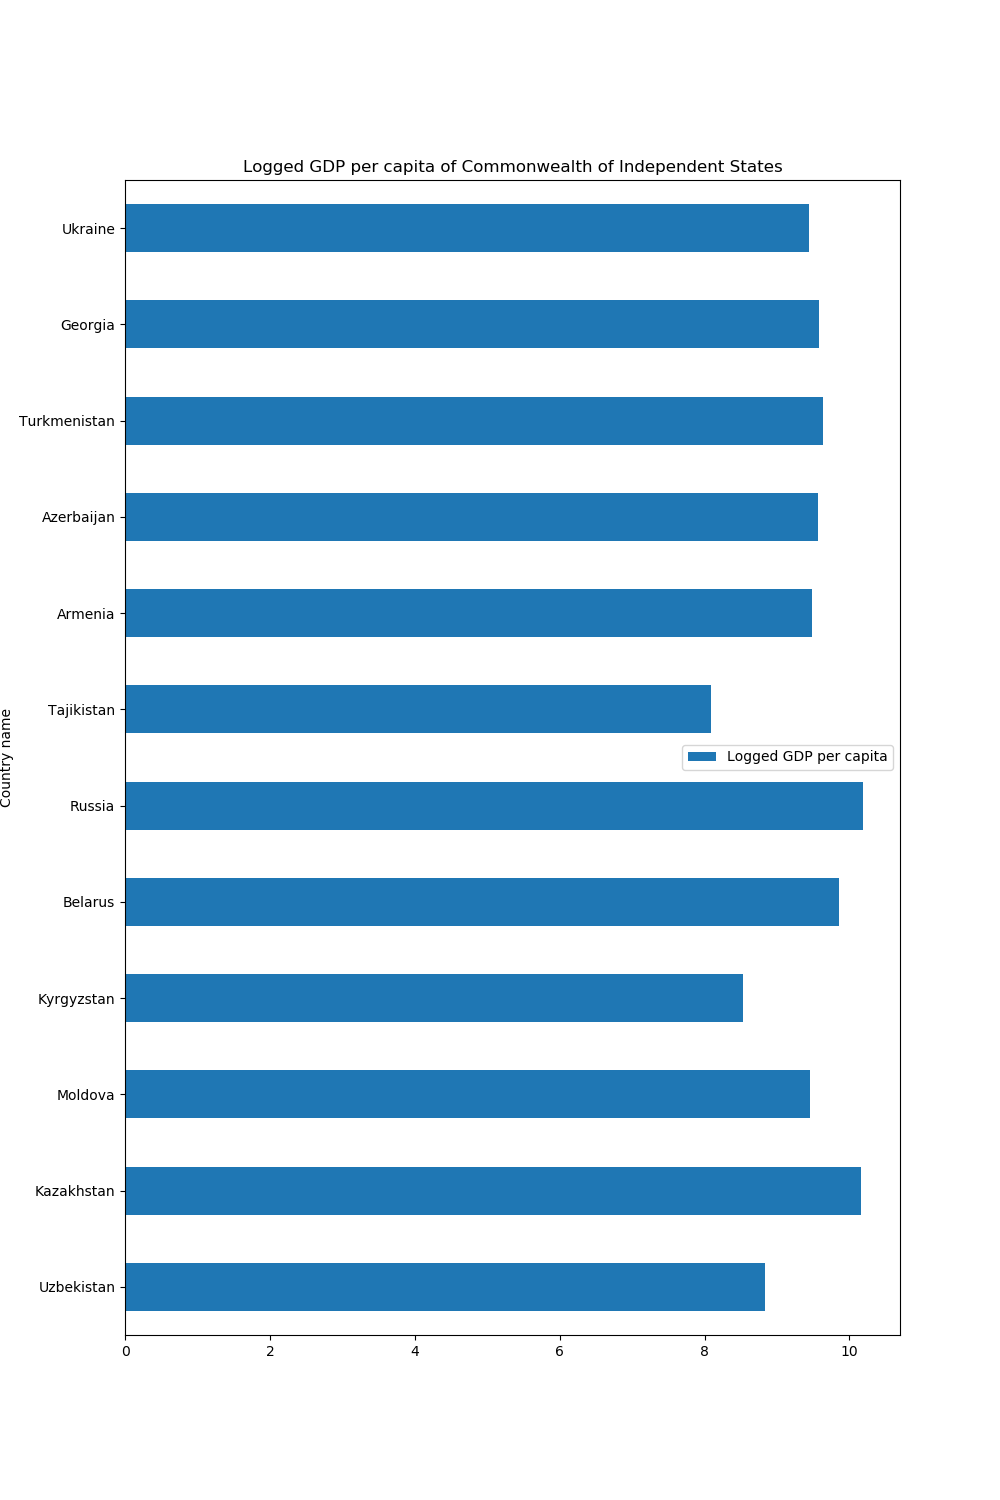 Logged GDP per capita of Commonwealth of Independent States
Ukraine
Georgia
Turkmenistan
Azerbaijan
Armenia
Tajikistan
Country name
Logged GDP per capita
Russia
Belarus
Kyrgyzstan
Moldova
Kazakhstan
Uzbekistan
0 2 4 6 8 10